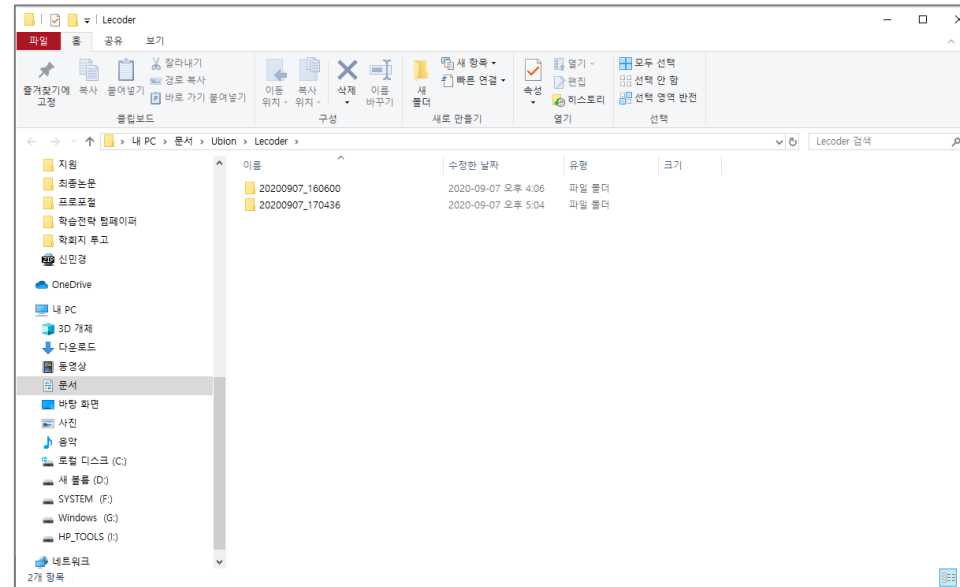 Lecoder
파일 홈 공유 보기
즐겨찾기에 고정
복사
붙여넣기
잘라내기
경로 복사
바로 가기 붙여넣기
클립보드
이동 위치
복사 위치
삭제
이름 바꾸기
구성
새 폴더
새 항목
빠른 연결
새로 만들기
속성
열기
편집
히스토리
열기
모두 선택
선택 안 함
선택 영역 반전
선택
내 PC > 문서 > Ubion > Lecoder >
Lecoder 검색
지원
최종논문
프로포절
학습전략 텀페이퍼
학회지 투고
신민경
OneDrive
내 PC
3D 개체
다운로드
동영상
문서
바탕 화면
사진
음악
로컬 디스크 (C:)
새 볼륨 (D:)
SYSTEM (F:)
Windows (G:)
HP_TOOLS (I:)
네트워크
이름 수정한 날짜 유형 크기
20200907_160600 2020-09-07 오후 4:06 파일 폴더
20200907_170436 2020-09-07 오후 5:04 파일 폴더
2개 항목